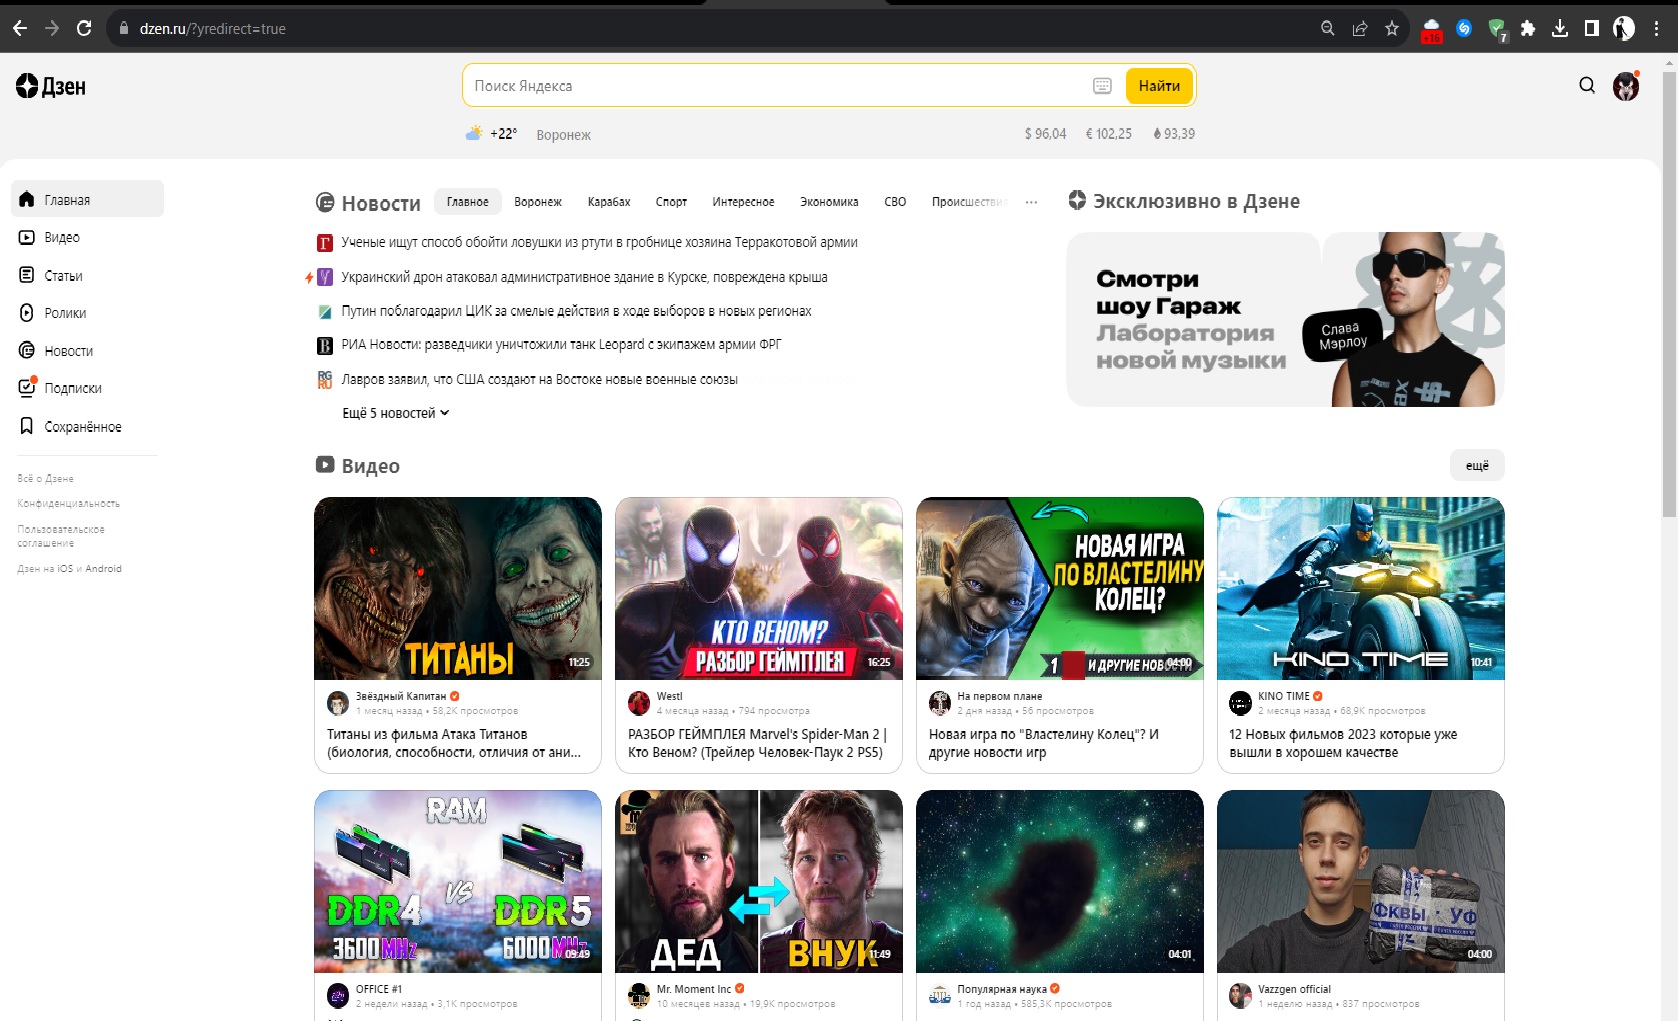 dzen.ru/?yredirect=true
+16
7
Дзен
Поиск Яндекса
Найти
+22°
Воронеж
$ 96,04
€ 102,25
93,39
Главная
Видео
Статьи
Ролики
Новости
Подписки
Сохранённое
Всё о Дзене
Конфиденциальность
Пользовательское
соглашение
Дзен на iOS и Android
Новости
Главное
Воронеж
Карабах
Спорт
Интересное
Экономика
СВО
Происшестви
Ученые ищут способ обойти ловушки из ртути в гробнице хозяина Терракотовой армии
Украинский дрон атаковал административное здание в Курске, повреждена крыша
Путин поблагодарил ЦИК за смелые действия в ходе выборов в новых регионах
РИА Новости: разведчики уничтожили танк Leopard с экипажем армии ФРГ
RG
RU
Лавров заявил, что США создают на Востоке новые военные союзы
Ещё 5 новостей
Эксклюзивно в Дзене
Смотри
шоу Гараж
Лаборатория
новой музыки
Слава
Мэрлоу
Видео
ещё
ТИТАНЫ
11:25
Звёздный Капитан
1 месяц назад • 58,2K просмотров
Титаны из фильма Атака Титанов
(биология, способности, отличия от ани...
КТО ВЕНОМ?
РАЗБОР ГЕЙМПЛЕЯ
16:25
Westl
4 месяца назад • 794 просмотра
РАЗБОР ГЕЙМПЛЕЯ Marvel's Spider-Man 2 |
Кто Веном? (Трейлер Человек-Паук 2 PS5)
НОВАЯ ИГРА
ПО ВЛАСТЕЛИНУ
КОЛЕЦ?
1
И ДРУГИЕ НОВОСТИ
04:00
На первом плане
2 дня назад • 56 просмотров
Новая игра по "Властелину Колец"? И
другие новости игр
KINO TIME
10:41
KINO TIME
2 месяца назад • 68,9K просмотров
12 Новых фильмов 2023 которые уже
вышли в хорошем качестве
RAM
DDR4
VS
DDR5
3600MHz
6000MHz
09:49
OFFICE #1
2 недели назад • 3,1K просмотров
ДЕД
ВНУК
11:49
Mr. Moment Inc
10 месяцев назад • 19,9K просмотров
04:01
Популярная наука
1 год назад • 585,3K просмотров
ФКВЫ · УФ
04:00
Vazzgen official
1 неделю назад • 837 просмотров